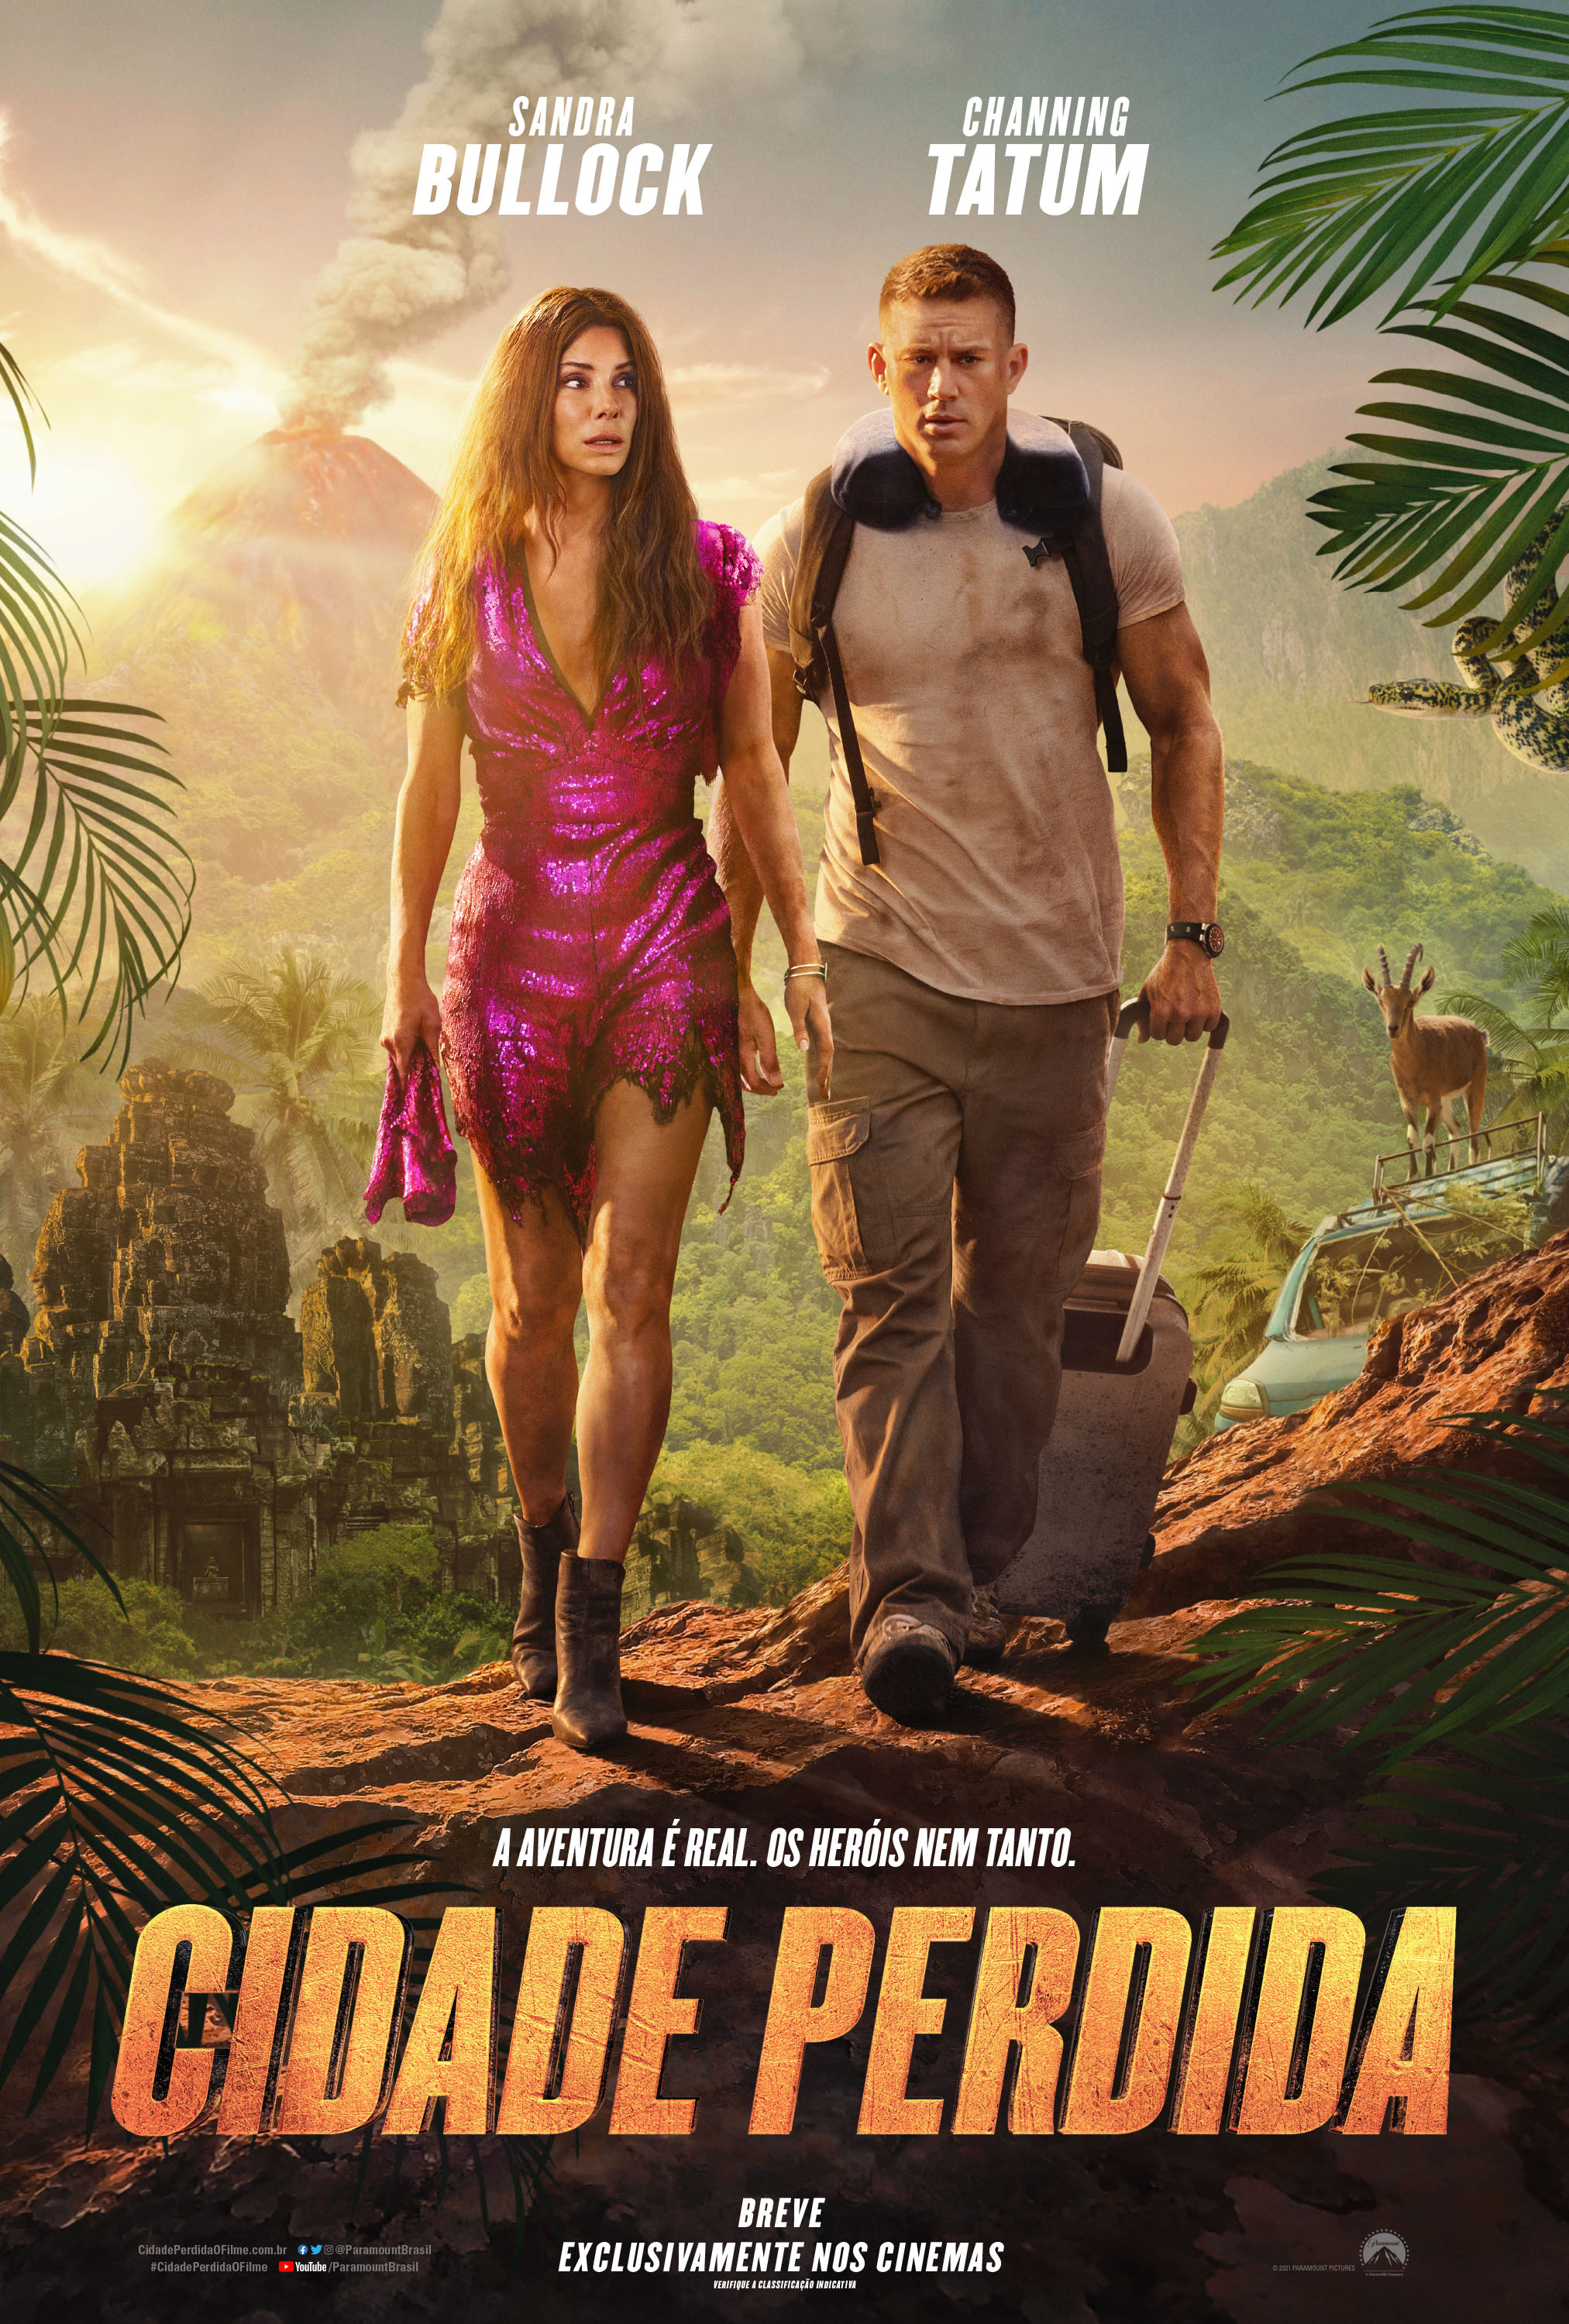 SANDRA
BULLOCK
CHANNING
TATUM
A AVENTURA É REAL. OS HERÓIS NEM TANTO.
CIDADE PERDIDA
BREVE
EXCLUSIVAMENTE NOS CINEMAS
VERIFIQUE A CLASSIFICAÇÃO INDICATIVA
CidadePerdidaOFilme.com.br @ParamountBrasil
#CidadePerdidaOFilme YouTube /ParamountBrasil
© 2021 PARAMOUNT PICTURES
Paramount